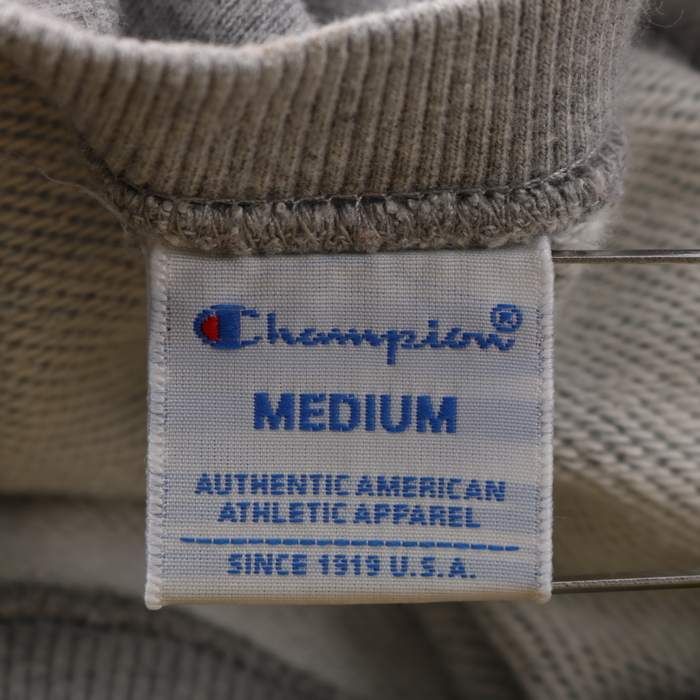 Champion®
MEDIUM
AUTHENTIC AMERICAN
ATHLETIC APPAREL
SINCE 1919 U.S.A.